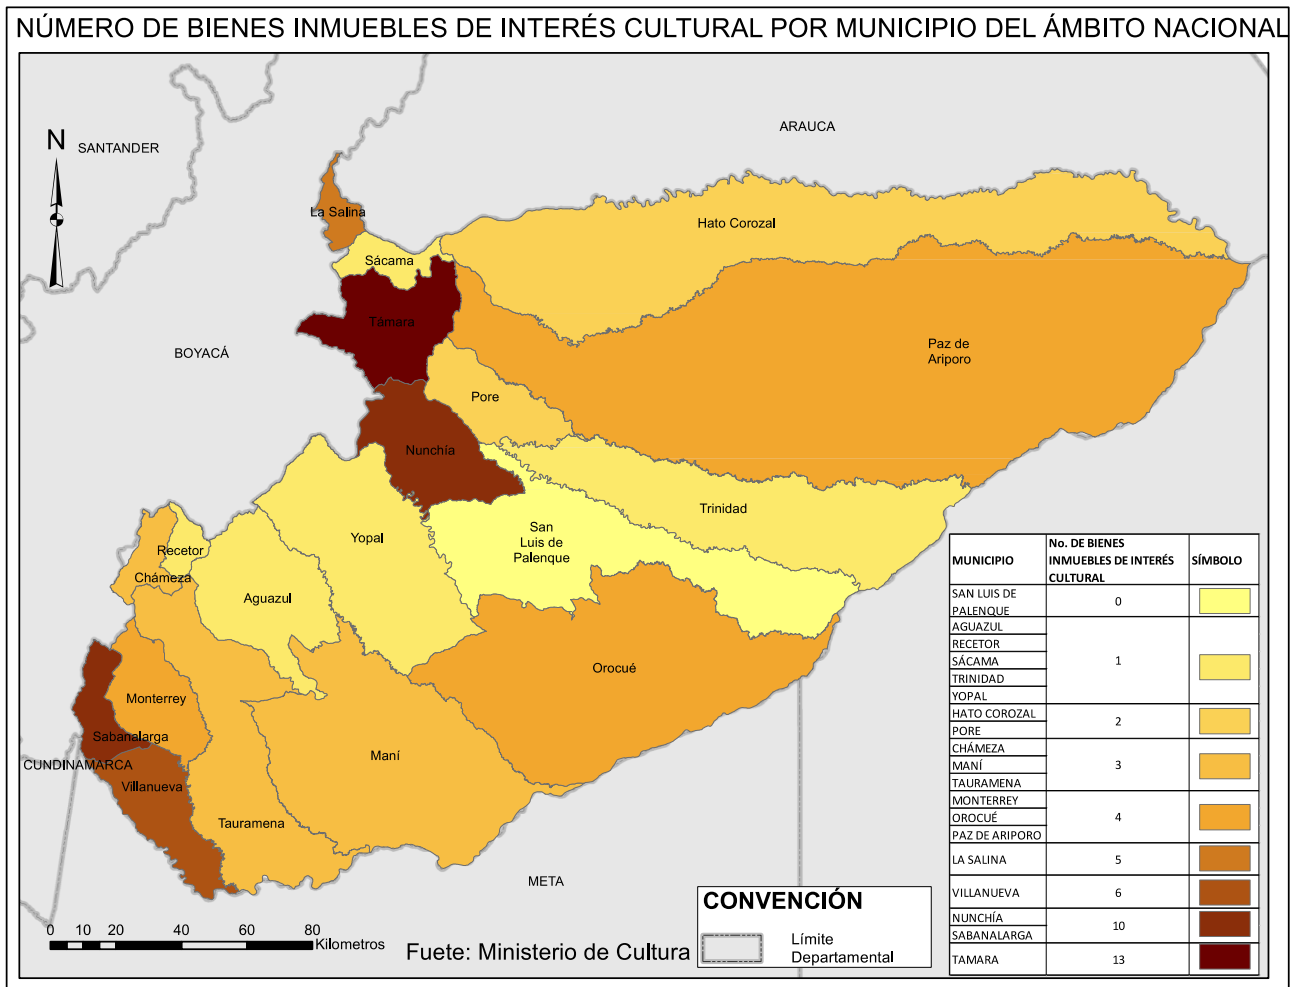 NÚMERO DE BIENES INMUEBLES DE INTERÉS CULTURAL POR MUNICIPIO DEL ÁMBITO NACIONAL
ARAUCA
N
SANTANDER
La Salina
Hato Corozal
Sácama
Támara
BOYACÁ
Paz de
Ariporo
Pore
Nunchía
Trinidad
San
Luis de
Palenque
Yopal
Recetor
Chámeza
Aguazul
Orocué
Monterrey
Sabanalarga
Maní
CUNDINAMARCA
Villanueva
Tauramena
META
MUNICIPIO
No. DE BIENES
INMUEBLES DE INTERÉS
CULTURAL
SÍMBOLO
SAN LUIS DE
PALENQUE
0
AGUAZUL
RECETOR
SÁCAMA
TRINIDAD
YOPAL
1
HATO COROZAL
PORE
2
CHÁMEZA
MANÍ
TAURAMENA
3
MONTERREY
OROCUÉ
PAZ DE ARIPORO
4
LA SALINA
5
VILLANUEVA
6
NUNCHÍA
SABANALARGA
10
TAMARA
13
CONVENCIÓN
Límite
Departamental
0 10 20 40 60 80
Kilometros
Fuete: Ministerio de Cultura